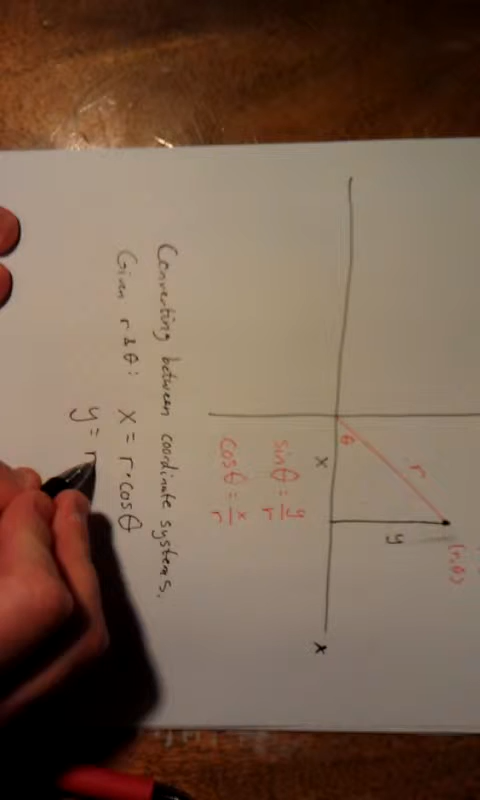 (r,θ)
r
y
θ
x
x
sinθ = y/r
cosθ = x/r
Converting between coordinate systems.
Given r & θ: x = r·cosθ
y = r